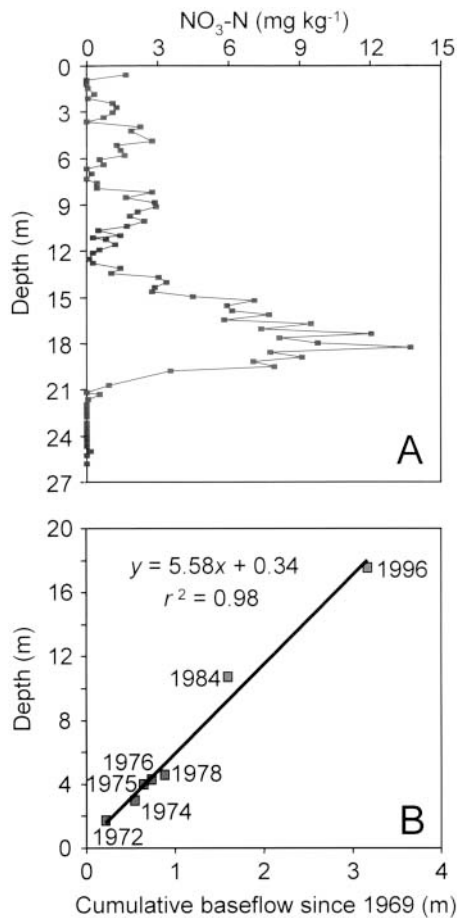 NO₃-N (mg kg⁻¹)
0 3 6 9 12 15
0
3
6
9
12
15
18
21
24
27
Depth (m)
A
20
16
12
8
4
0
Depth (m)
y = 5.58x + 0.34
r² = 0.98
1996
1984
1976
1978
1975
1974
1972
B
0 1 2 3 4
Cumulative baseflow since 1969 (m)